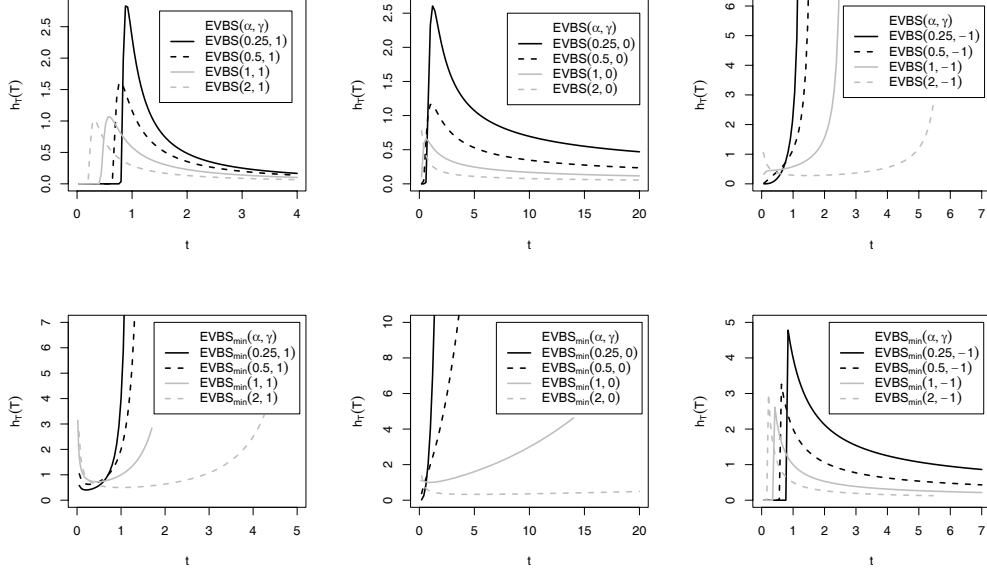 h_T(T)
0.0 0.5 1.0 1.5 2.0 2.5
EVBS(α, γ)
EVBS(0.25, 1)
EVBS(0.5, 1)
EVBS(1, 1)
EVBS(2, 1)
0 1 2 3 4
t
h_T(T)
0.0 0.5 1.0 1.5 2.0 2.5
EVBS(α, γ)
EVBS(0.25, 0)
EVBS(0.5, 0)
EVBS(1, 0)
EVBS(2, 0)
0 5 10 15 20
t
h_T(T)
0 1 2 3 4 5 6
EVBS(α, γ)
EVBS(0.25, −1)
EVBS(0.5, −1)
EVBS(1, −1)
EVBS(2, −1)
0 1 2 3 4 5 6 7
t
h_T(T)
0 1 2 3 4 5 6 7
EVBS_min(α, γ)
EVBS_min(0.25, 1)
EVBS_min(0.5, 1)
EVBS_min(1, 1)
EVBS_min(2, 1)
0 1 2 3 4 5
t
h_T(T)
0 2 4 6 8 10
EVBS_min(α, γ)
EVBS_min(0.25, 0)
EVBS_min(0.5, 0)
EVBS_min(1, 0)
EVBS_min(2, 0)
0 5 10 15 20
t
h_T(T)
0 1 2 3 4 5
EVBS_min(α, γ)
EVBS_min(0.25, −1)
EVBS_min(0.5, −1)
EVBS_min(1, −1)
EVBS_min(2, −1)
0 1 2 3 4 5 6 7
t